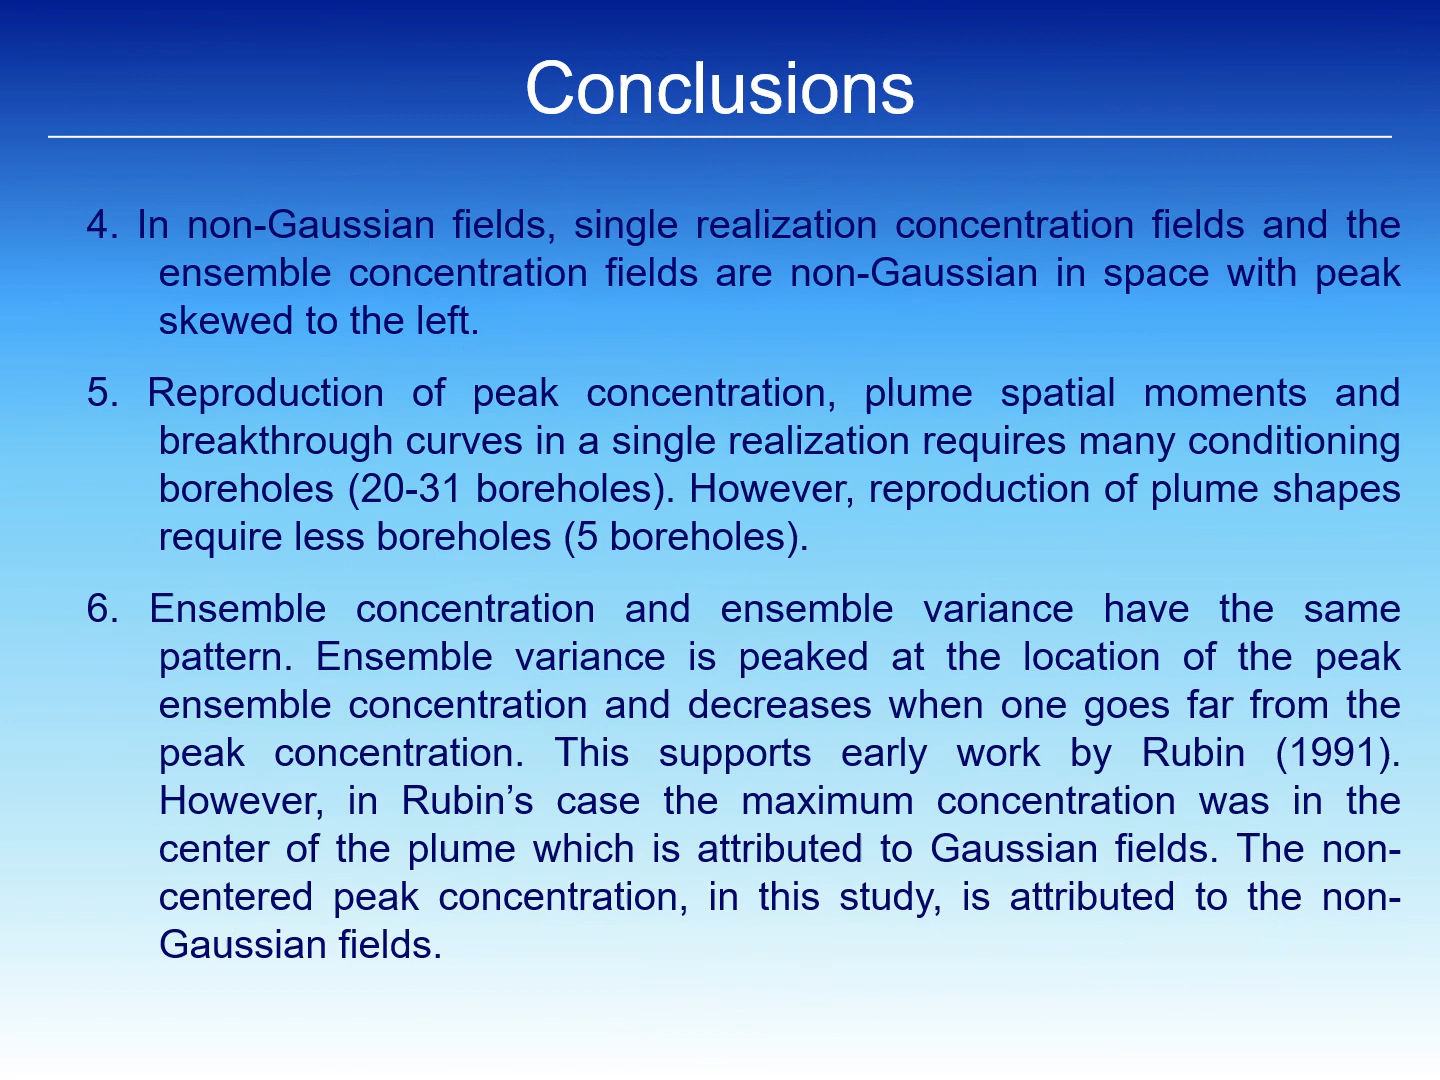 Conclusions
4. In non-Gaussian fields, single realization concentration fields and the
ensemble concentration fields are non-Gaussian in space with peak
skewed to the left.
5. Reproduction of peak concentration, plume spatial moments and
breakthrough curves in a single realization requires many conditioning
boreholes (20-31 boreholes). However, reproduction of plume shapes
require less boreholes (5 boreholes).
6. Ensemble concentration and ensemble variance have the same
pattern. Ensemble variance is peaked at the location of the peak
ensemble concentration and decreases when one goes far from the
peak concentration. This supports early work by Rubin (1991).
However, in Rubin’s case the maximum concentration was in the
center of the plume which is attributed to Gaussian fields. The non-
centered peak concentration, in this study, is attributed to the non-
Gaussian fields.